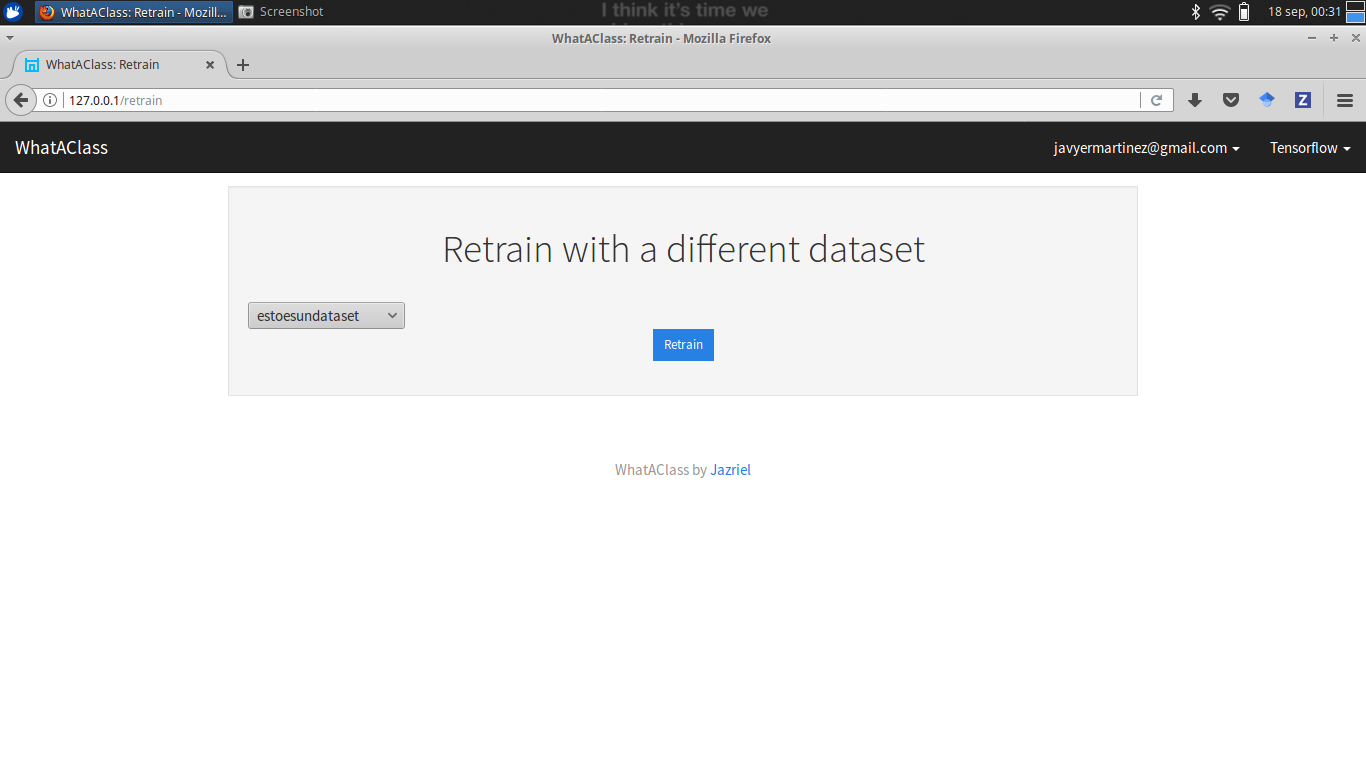 WhatAClass: Retrain - Mozill... Screenshot I think it's time we 18 sep, 00:31
WhatAClass: Retrain - Mozilla Firefox
WhatAClass: Retrain
127.0.0.1/retrain
WhatAClass javyermartinez@gmail.com Tensorflow
Retrain with a different dataset
estoesundataset
Retrain
WhatAClass by Jazriel